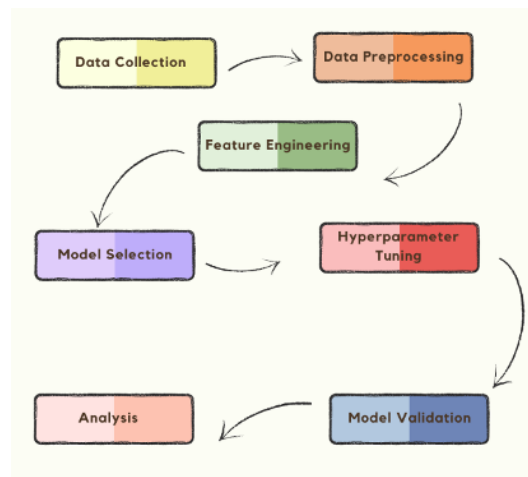 Data Collection
Data Preprocessing
Feature Engineering
Model Selection
Hyperparameter
Tuning
Model Validation
Analysis